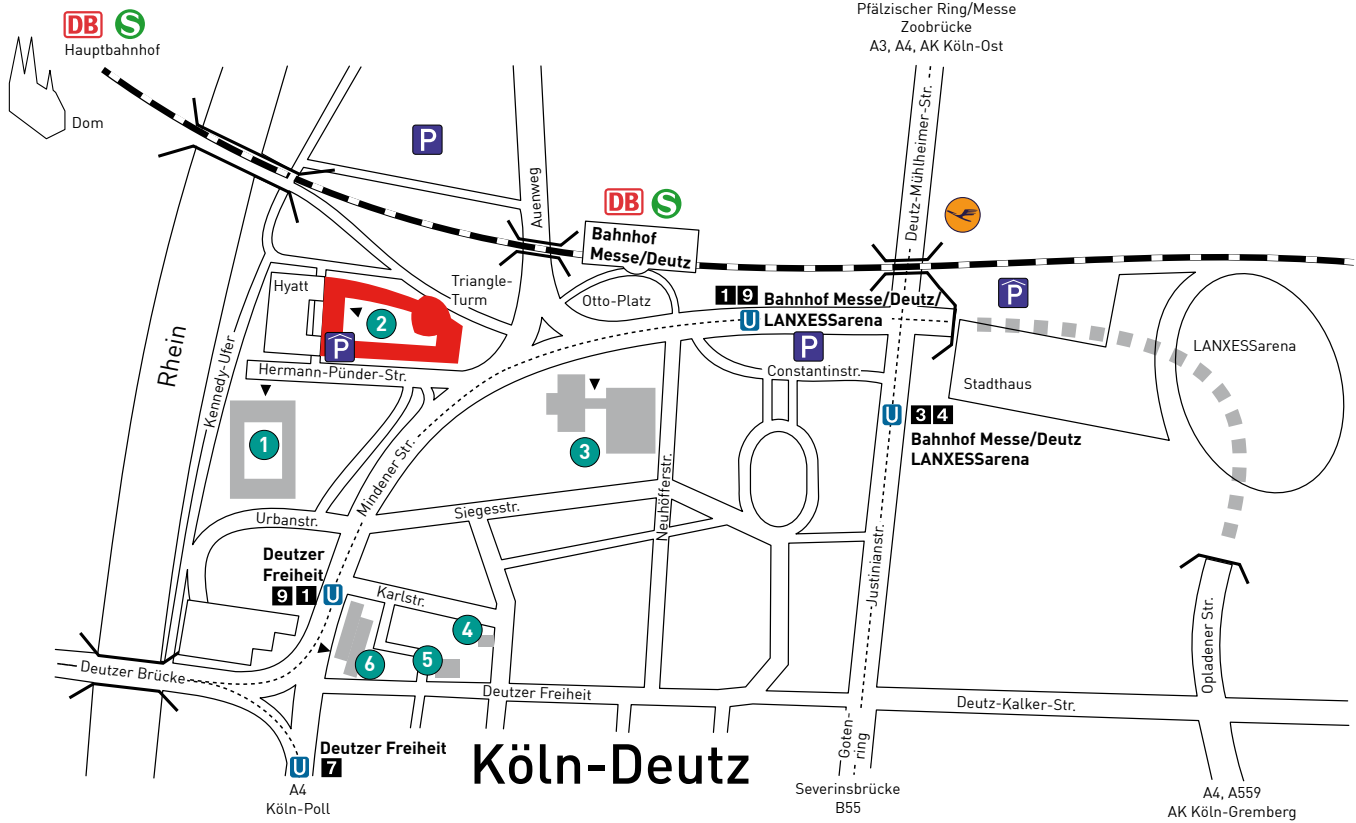 DB S
Hauptbahnhof
Dom
Pfälzischer Ring/Messe
Zoobrücke
A3, A4, AK Köln-Ost
P
Auenweg
DB S
Bahnhof
Messe/Deutz
Deutz-Mühlheimer-Str.
Rhein
Kennedy-Ufer
Hyatt
2
P
Triangle-
Turm
Otto-Platz
1 9 Bahnhof Messe/Deutz/
U LANXESSarena
P
P
Hermann-Pünder-Str.
Constantinstr.
Stadthaus
LANXESSarena
U 3 4
Bahnhof Messe/Deutz
LANXESSarena
1
3
Mindener Str.
Neuhöfferstr.
Urbanstr.
Siegesstr.
Justinianstr.
Deutzer
Freiheit
9 1 U
Karlstr.
4
5
6
Opladener Str.
Deutzer Brücke
Deutzer Freiheit
Deutz-Kalker-Str.
Goten-
ring
Deutzer Freiheit
U 7
A4
Köln-Poll
Köln-Deutz
Severinsbrücke
B55
A4, A559
AK Köln-Gremberg